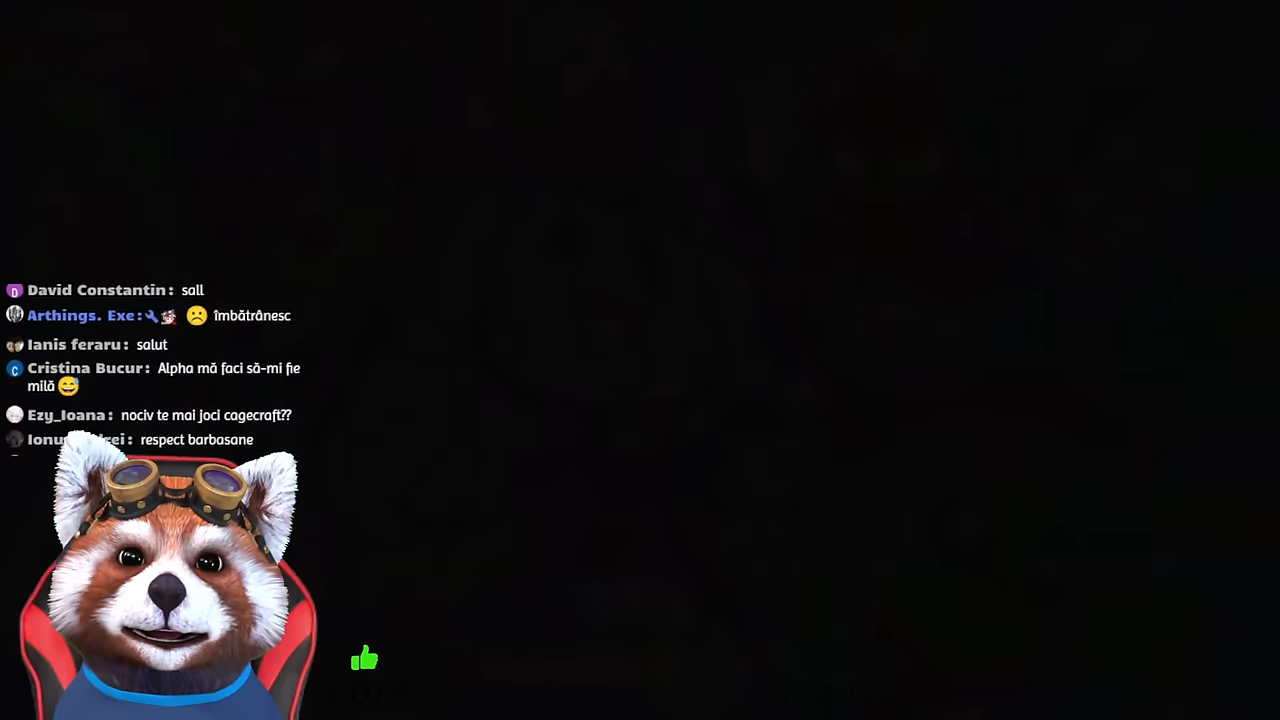 David Constantin: sall
Arthings. Exe: îmbătrânesc
Ianis feraru: salut
Cristina Bucur: Alpha mă faci să-mi fie
milă
Ezy_Ioana: nociv te mai joci cagecraft??
respect barbasane